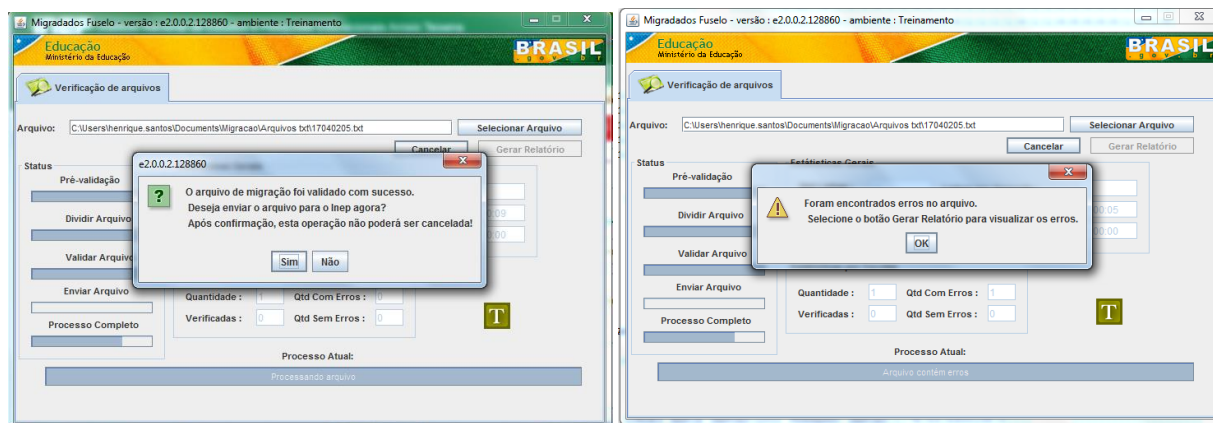 Migradados Fuselo - versão : e2.0.0.2.128860 - ambiente : Treinamento
Educação
Ministério da Educação
BRASIL
.gov.br
Verificação de arquivos
Arquivo:
C:\Users\henrique.santos\Documents\Migracao\Arquivos txt\17040205.txt
Selecionar Arquivo
Cancelar
Gerar Relatório
Status
e2.0.0.2.128860
O arquivo de migração foi validado com sucesso.
Deseja enviar o arquivo para o Inep agora?
Após confirmação, esta operação não poderá ser cancelada!
Sim
Não
Pré-validação
Dividir Arquivo
Validar Arquivo
Enviar Arquivo
Processo Completo
Quantidade : 1 Qtd Com Erros : 0
Verificadas : 0 Qtd Sem Erros : 0
T
Processo Atual:
Processando arquivo
Migradados Fuselo - versão : e2.0.0.2.128860 - ambiente : Treinamento
Educação
Ministério da Educação
BRASIL
.gov.br
Verificação de arquivos
Arquivo:
C:\Users\henrique.santos\Documents\Migracao\Arquivos txt\17040205.txt
Selecionar Arquivo
Cancelar
Gerar Relatório
Status
Estatísticas Gerais
Foram encontrados erros no arquivo.
Selecione o botão Gerar Relatório para visualizar os erros.
OK
Pré-validação
Dividir Arquivo
Validar Arquivo
Enviar Arquivo
Processo Completo
Quantidade : 1 Qtd Com Erros : 1
Verificadas : 0 Qtd Sem Erros : 0
T
Processo Atual:
Arquivo contém erros